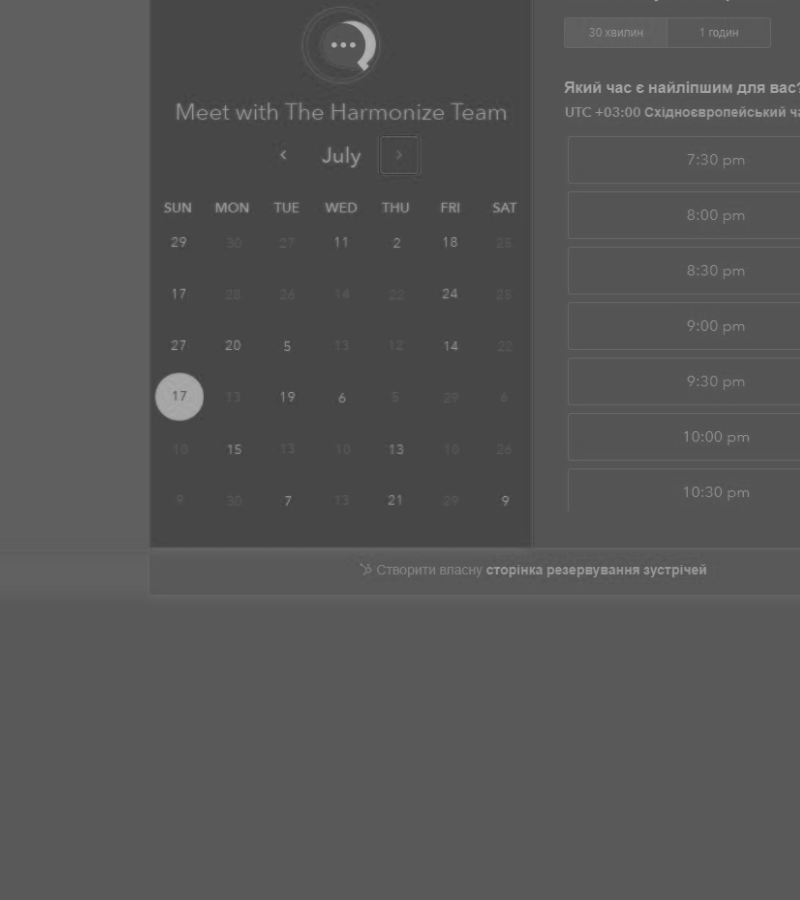 30 хвилин 1 годин
Meet with The Harmonize Team
Який час є найліпшим для вас?
UTC +03:00 Східноєвропейський ча
July
SUN MON TUE WED THU FRI SAT
29 30 27 11 2 18 25
17 28 26 14 22 24 25
27 20 5 13 12 14 22
17 13 19 6 5 29 6
10 15 13 10 13 10 26
9 30 7 13 21 29 9
7:30 pm
8:00 pm
8:30 pm
9:00 pm
9:30 pm
10:00 pm
10:30 pm
Створити власну сторінка резервування зустрічей